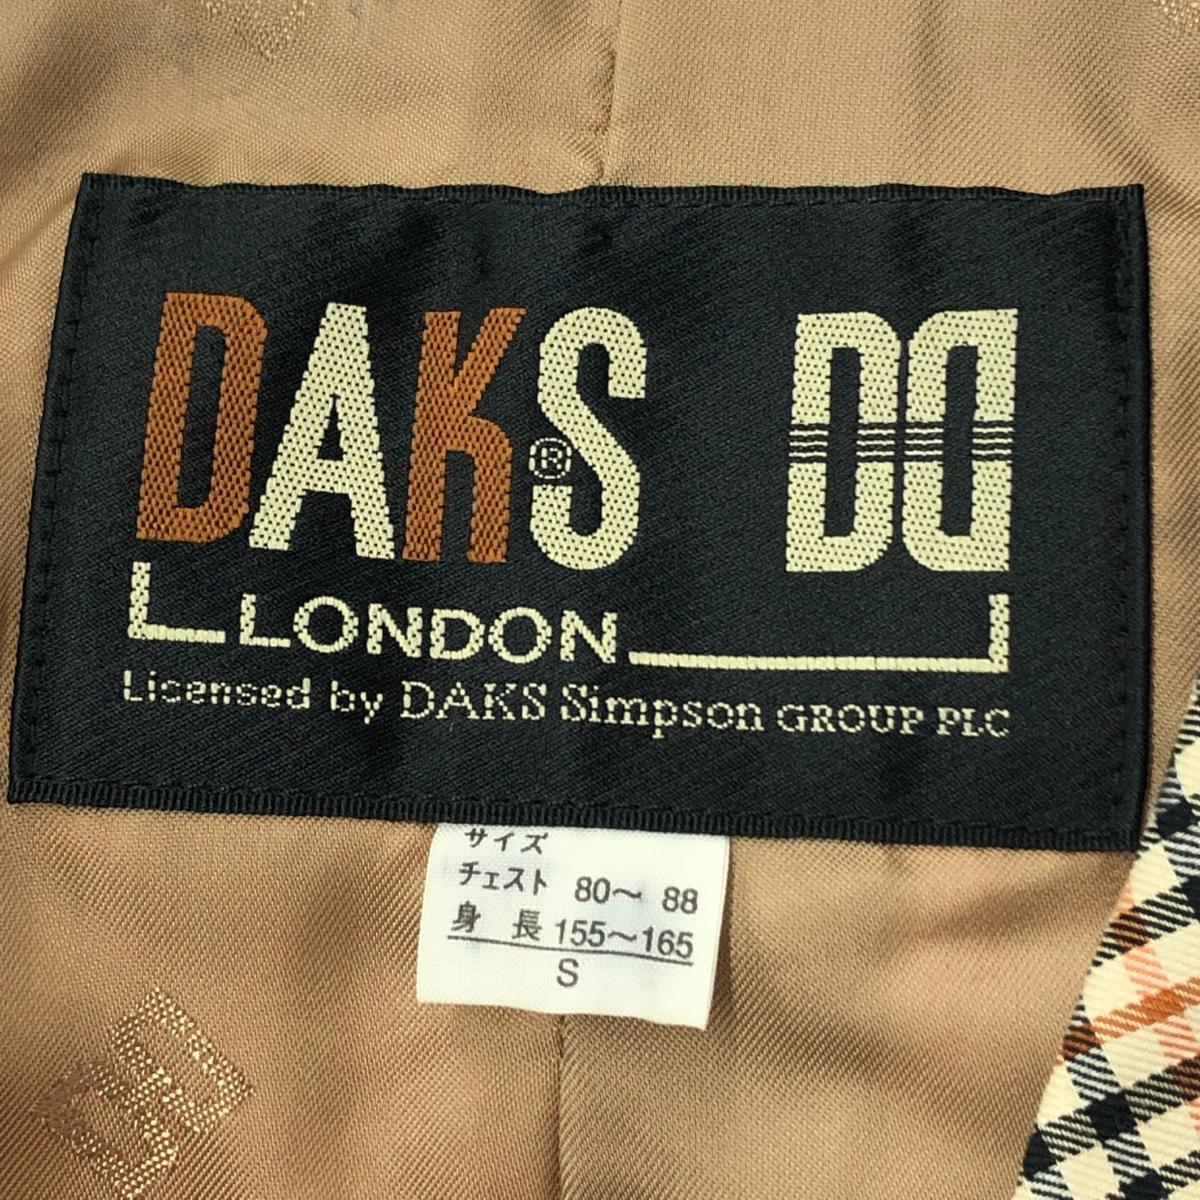 DAKS® DD
LONDON
Licensed by DAKS Simpson GROUP PLC
サイズ
チェスト 80～ 88
身 長 155～165
S